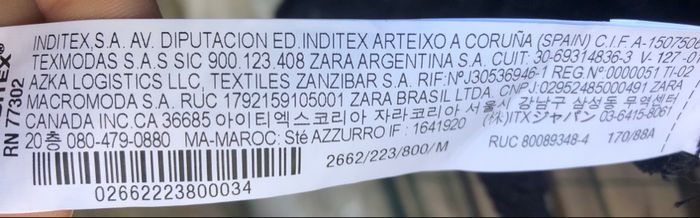 INDITEX,S.A. AV. DIPUTACION ED.INDITEX ARTEIXO A CORUÑA (SPAIN) C.I.F.A-1507506
TEXMODAS S.A.S SIC 900.123.408 ZARA ARGENTINA S.A. CUIT: 30-69314836-3 V-127 -01
AZKA LOGISTICS LLC, TEXTILES ZANZIBAR S.A. RIF:NºJ30536946-1 REG.Nº 0000051 TI-02
MACROMODA S.A. RUC 1792159105001 ZARA BRASIL LTDA. CNPJ:02952485000491 ZARA
CANADA INC.CA 36685 아이티엑스코리아 자라코리아 서울시 강남구 삼성동 무역센터
20층 080-479-0880 MA-MAROC: Sté AZZURRO IF : 1641920 (株)ITXジャパン 03-6415-8061
RN 77302
2662/223/800/M
RUC 80089348-4
170/88A
02662223800034